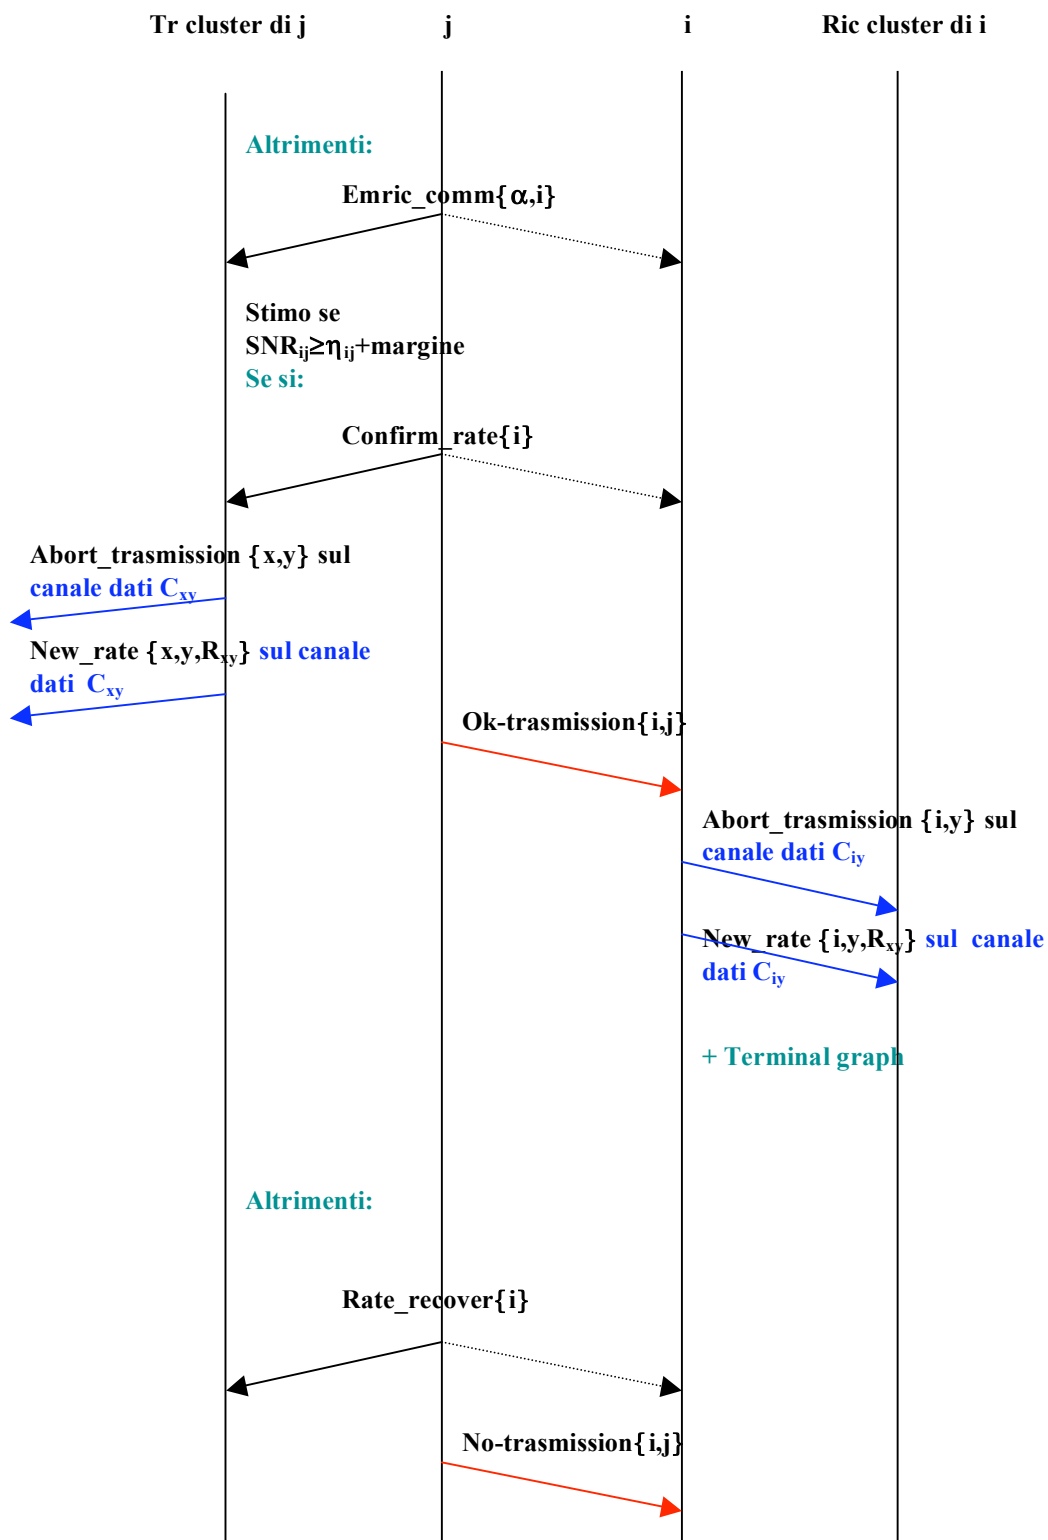 Tr cluster di j j i Ric cluster di i
Altrimenti:
Emric_comm{α,i}
Stimo se
SNRij≥ηij+margine
Se si:
Confirm_rate{i}
Abort_trasmission {x,y} sul
canale dati Cxy
New_rate {x,y,Rxy} sul canale
dati Cxy
Ok-trasmission{i,j}
Abort_trasmission {i,y} sul
canale dati Ciy
New_rate {i,y,Rxy} sul canale
dati Ciy
+ Terminal graph
Altrimenti:
Rate_recover{i}
No-trasmission{i,j}